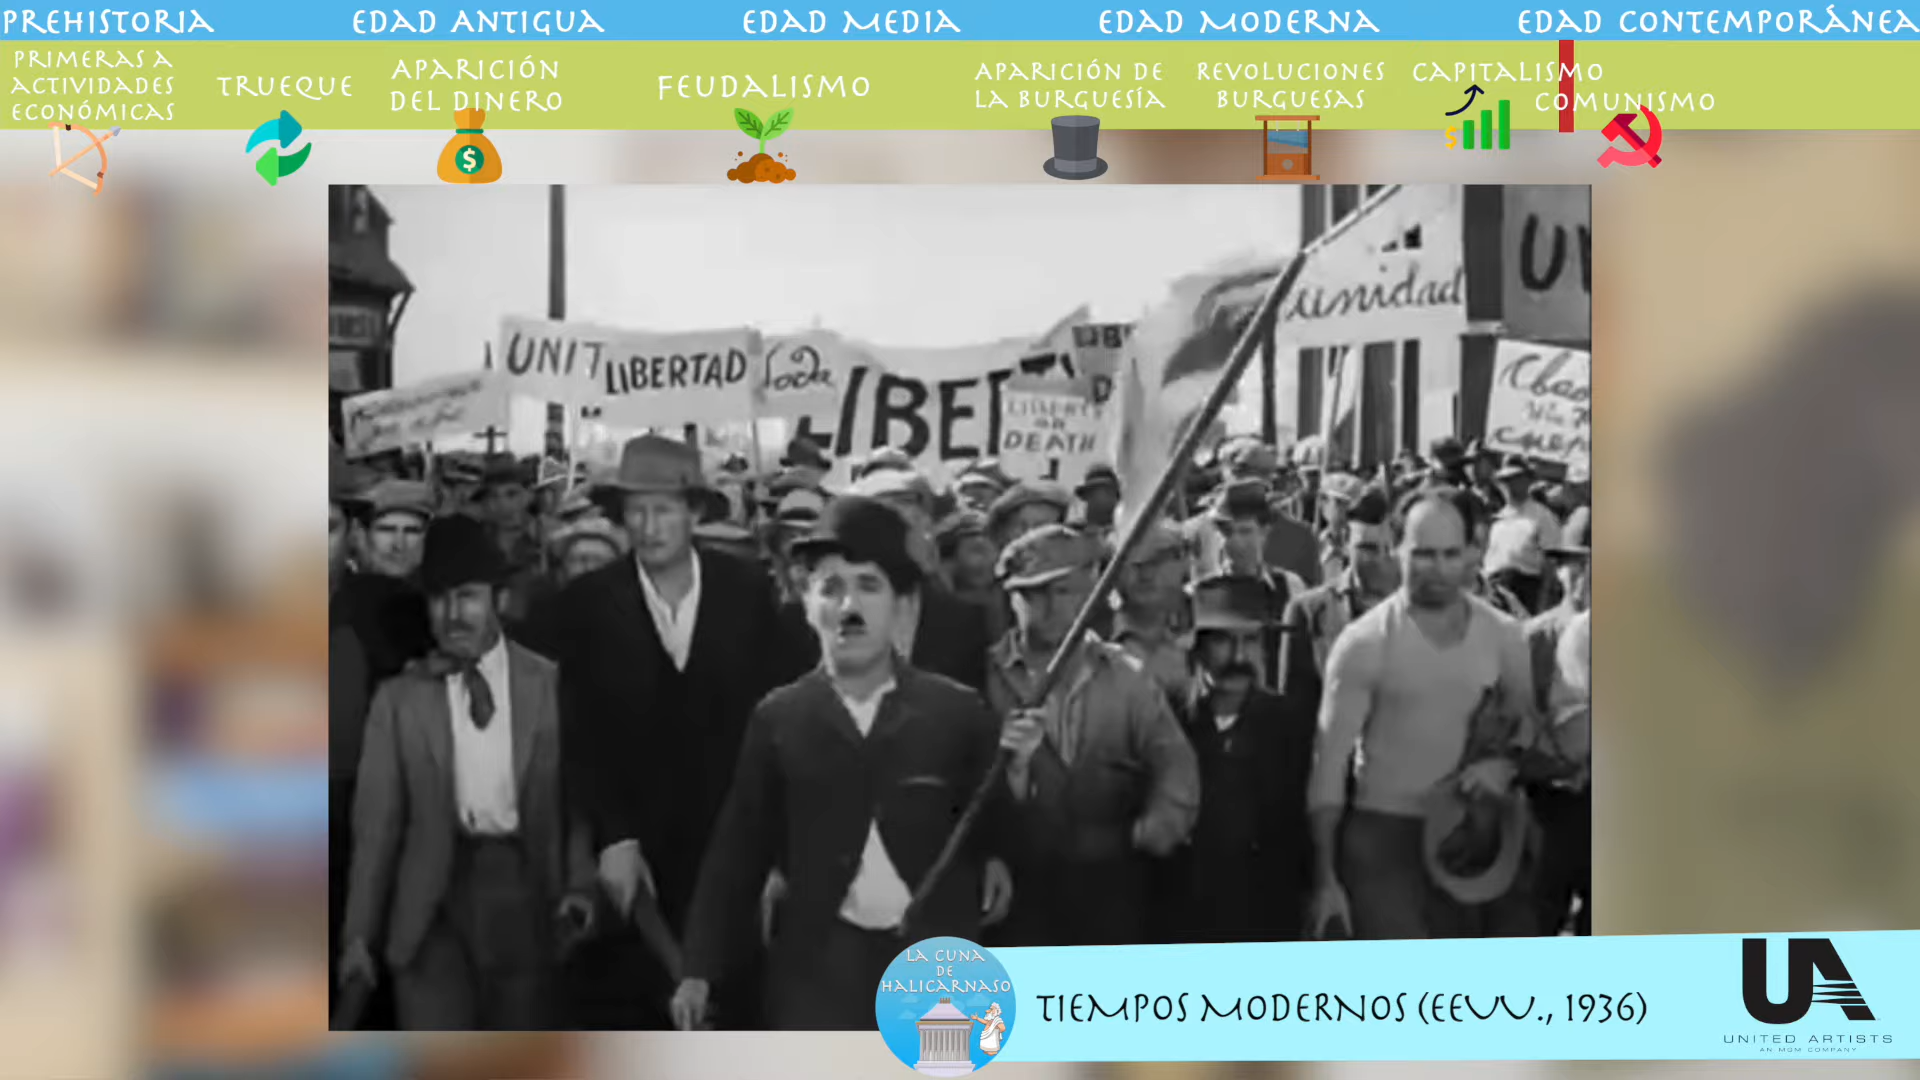 PREHISTORIA
EDAD ANTIGUA
EDAD MEDIA
EDAD MODERNA
EDAD CONTEMPORÁNEA
PRIMERAS A
ACTIVIDADES
ECONÓMICAS
TRUEQUE
APARICIÓN
DEL DINERO
FEUDALISMO
APARICIÓN DE
LA BURGUESÍA
REVOLUCIONES
BURGUESAS
CAPITALISMO
COMUNISMO
$
$
unidad
UNIT
LIBERTAD
LIBER
LIBERTY
OR
DEATH
LA CUNA
DE
HALICARNASO
TIEMPOS MODERNOS (EEUU., 1936)
UA
UNITED ARTISTS
AN MGM COMPANY